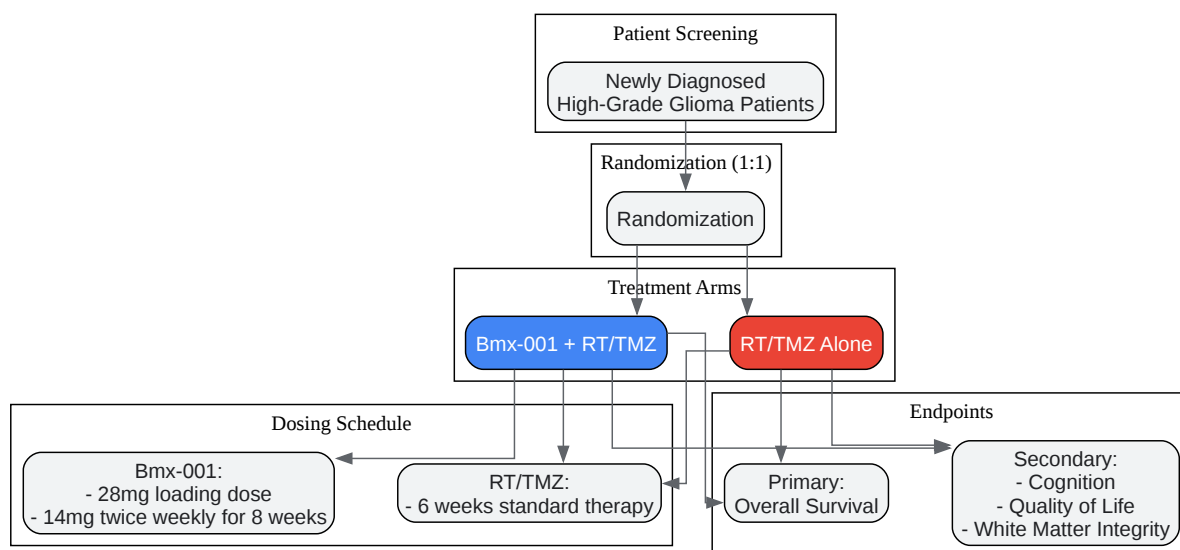 Patient Screening
Newly Diagnosed
High-Grade Glioma Patients
Randomization (1:1)
Randomization
Treatment Arms
Bmx-001 + RT/TMZ
RT/TMZ Alone
Dosing Schedule
Bmx-001:
- 28mg loading dose
- 14mg twice weekly for 8 weeks
RT/TMZ:
- 6 weeks standard therapy
Endpoints
Primary:
Overall Survival
Secondary:
- Cognition
- Quality of Life
- White Matter Integrity